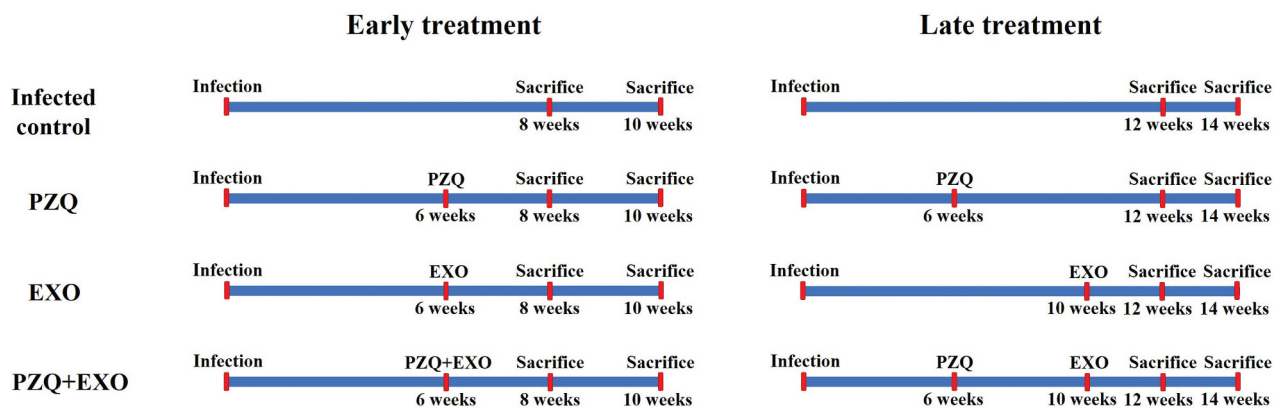 Early treatment Late treatment
Infected
control
Infection Sacrifice Sacrifice Infection Sacrifice Sacrifice
8 weeks 10 weeks 12 weeks 14 weeks
PZQ
Infection PZQ Sacrifice Sacrifice Infection PZQ Sacrifice Sacrifice
6 weeks 8 weeks 10 weeks 6 weeks 12 weeks 14 weeks
EXO
Infection EXO Sacrifice Sacrifice Infection EXO Sacrifice Sacrifice
6 weeks 8 weeks 10 weeks 10 weeks 12 weeks 14 weeks
PZQ+EXO
Infection PZQ+EXO Sacrifice Sacrifice Infection PZQ EXO Sacrifice Sacrifice
6 weeks 8 weeks 10 weeks 6 weeks 10 weeks 12 weeks 14 weeks